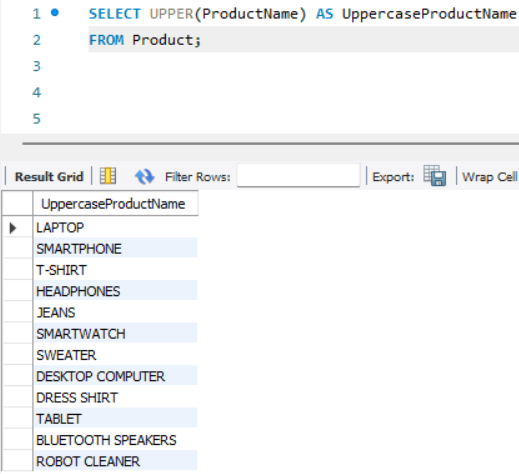 1 SELECT UPPER(ProductName) AS UppercaseProductName
2 FROM Product;
3
4
5
Result Grid Filter Rows: Export: Wrap Cell
UppercaseProductName
LAPTOP
SMARTPHONE
T-SHIRT
HEADPHONES
JEANS
SMARTWATCH
SWEATER
DESKTOP COMPUTER
DRESS SHIRT
TABLET
BLUETOOTH SPEAKERS
ROBOT CLEANER